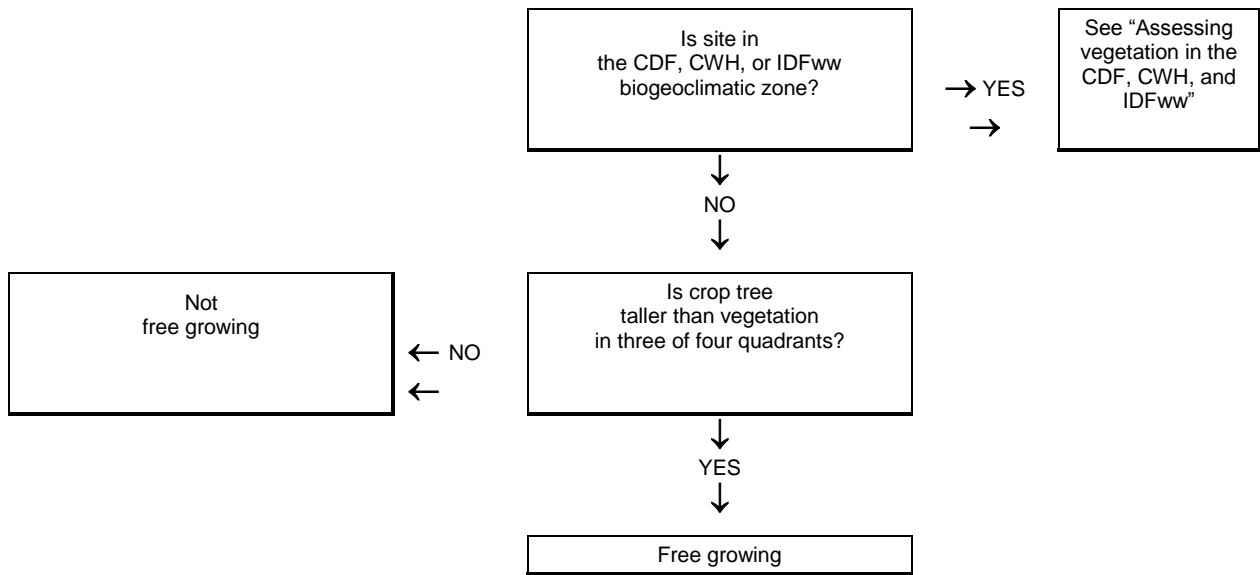 Is site in
the CDF, CWH, or IDFww
biogeoclimatic zone?
→ YES
→
See “Assessing
vegetation in the
CDF, CWH, and
IDFww”
↓
NO
↓
Is crop tree
taller than vegetation
in three of four quadrants?
← NO
←
Not
free growing
↓
YES
↓
Free growing